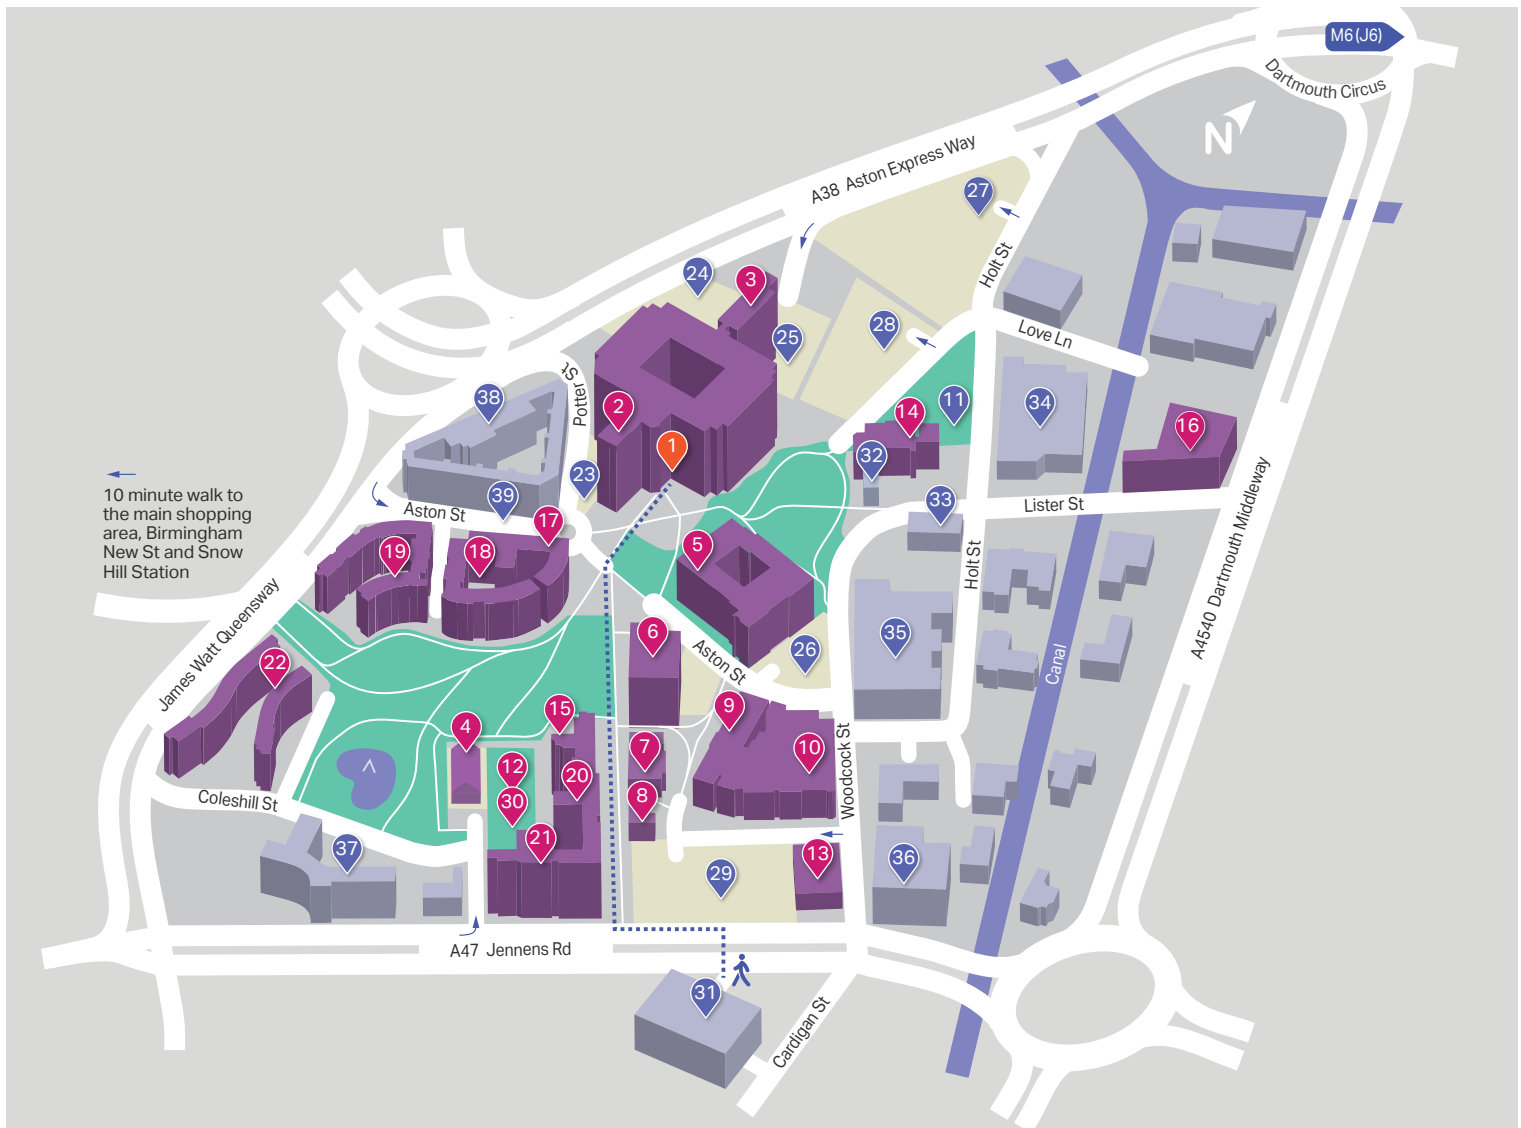 M6 (J6)
Dartmouth Circus
N
A38 Aston Express Way
27
Holt St
24
3
25
28
Love Ln
Potter St
38
2
14
11
34
16
1
32
23
39
33
10 minute walk to
the main shopping
area, Birmingham
New St and Snow
Hill Station
Aston St
17
Lister St
19
18
5
Holt St
A4540 Dartmouth Middleway
James Watt Queensway
22
6
Aston St
26
35
Canal
15
4
9
7
10
Woodcock St
12
20
30
8
Coleshill St
21
37
13
36
29
A47 Jennens Rd
31
Cardigan St